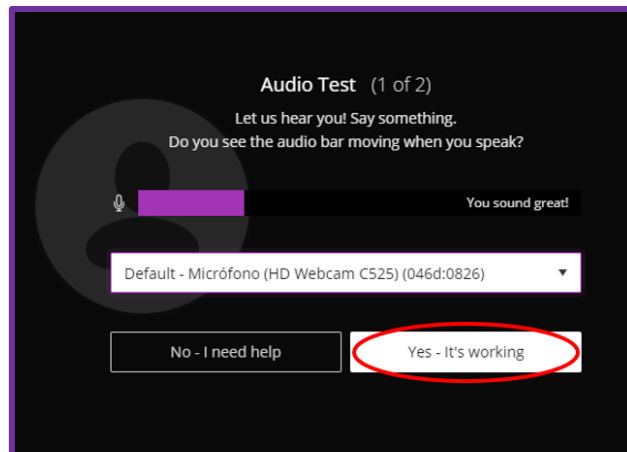 Audio Test (1 of 2)
Let us hear you! Say something.
Do you see the audio bar moving when you speak?
You sound great!
Default - Micrófono (HD Webcam C525) (046d:0826)
No - I need help
Yes - It's working